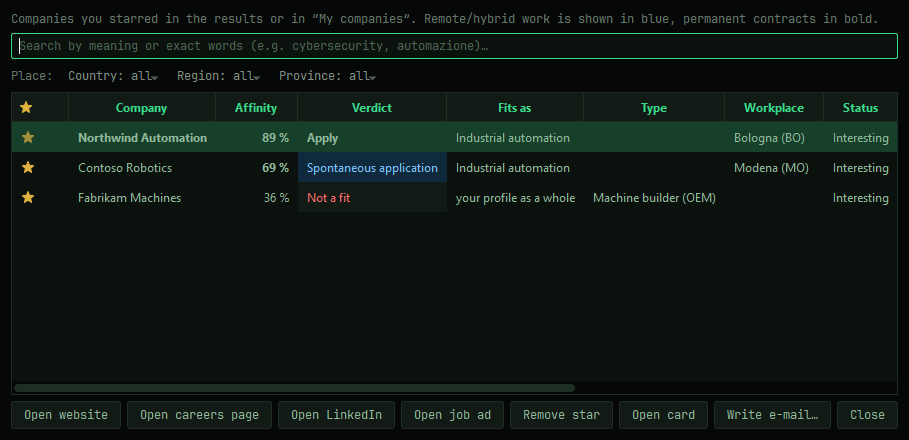 Companies you starred in the results or in “My companies”. Remote/hybrid work is shown in blue, permanent contracts in bold.
Search by meaning or exact words (e.g. cybersecurity, automazione)…
Place: Country: all Region: all Province: all
★ Company Affinity Verdict Fits as Type Workplace Status
★ Northwind Automation 89 % Apply Industrial automation Bologna (BO) Interesting
★ Contoso Robotics 69 % Spontaneous application Industrial automation Modena (MO) Interesting
★ Fabrikam Machines 36 % Not a fit your profile as a whole Machine builder (OEM) Interesting
Open website Open careers page Open LinkedIn Open job ad Remove star Open card Write e-mail… Close